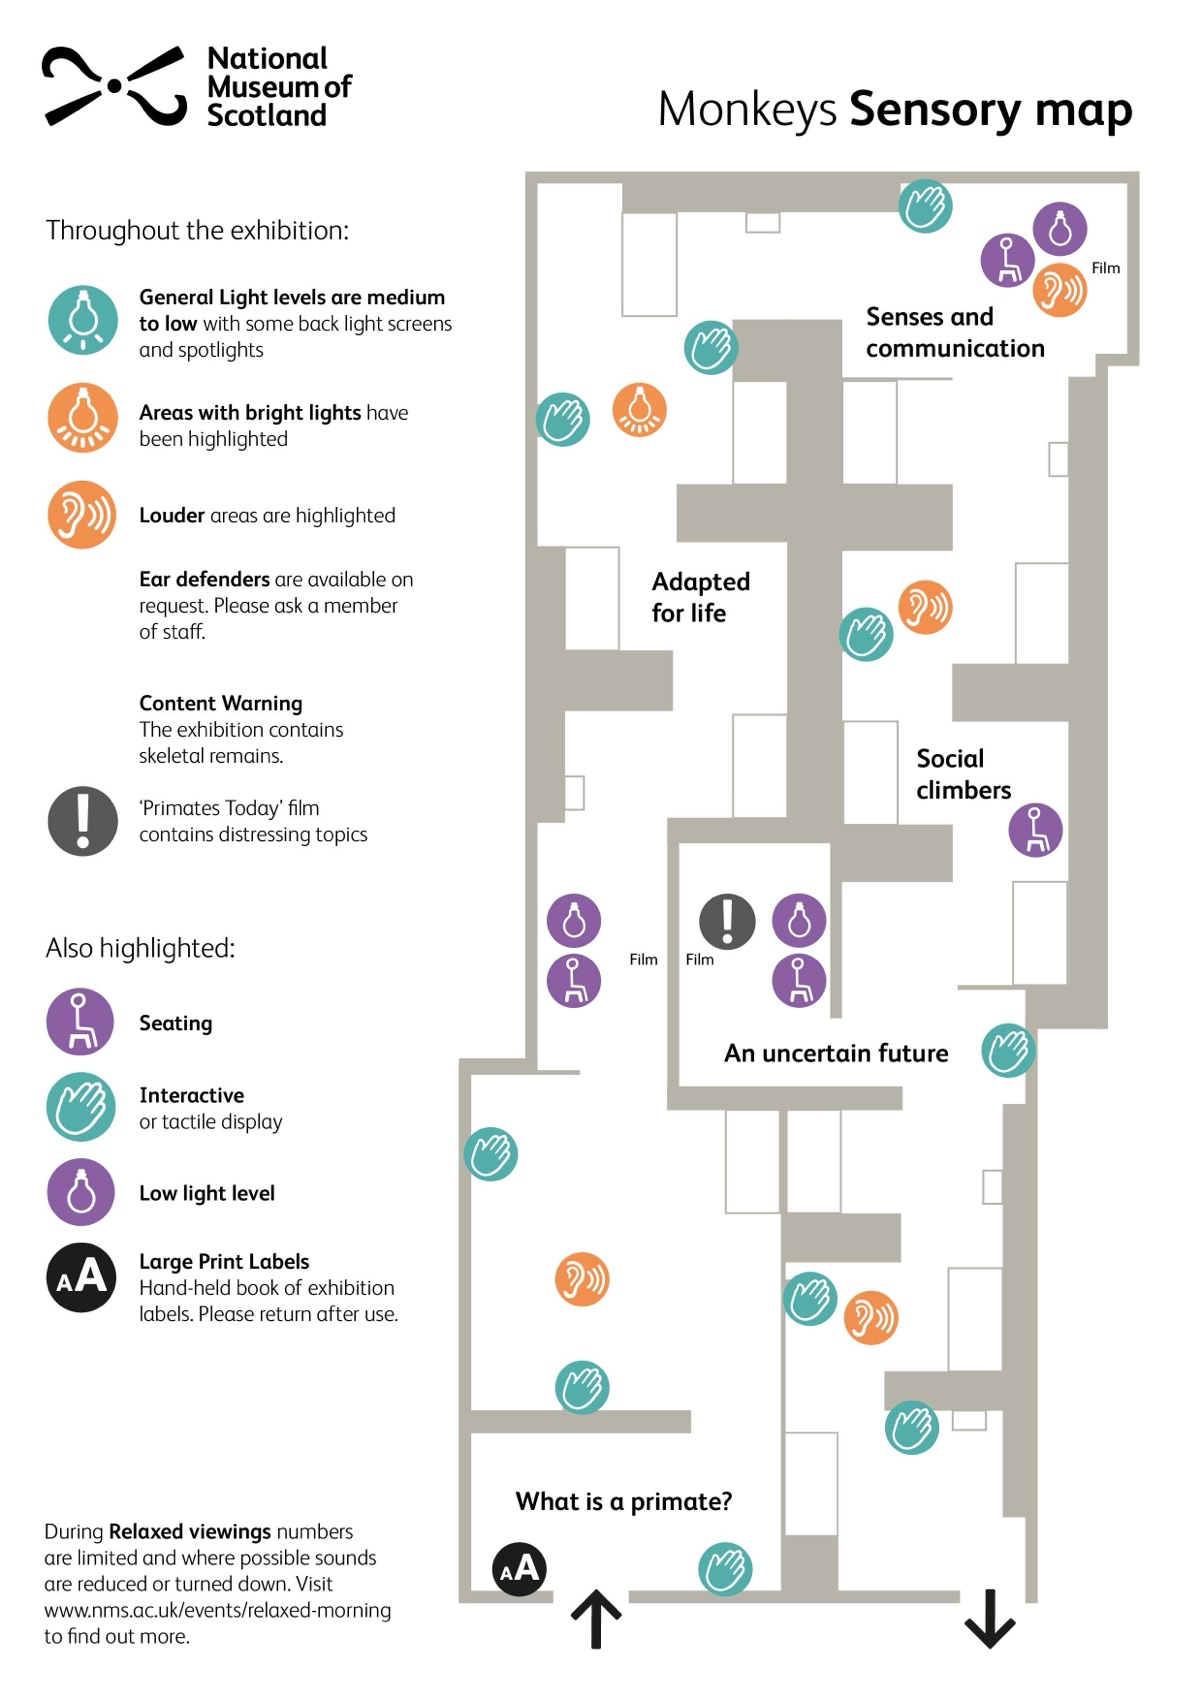 National
Museum of
Scotland
Monkeys Sensory map
Throughout the exhibition:
General Light levels are medium
to low with some back light screens
and spotlights
Areas with bright lights have
been highlighted
Louder areas are highlighted
Ear defenders are available on
request. Please ask a member
of staff.
Content Warning
The exhibition contains
skeletal remains.
‘Primates Today’ film
contains distressing topics
Also highlighted:
Seating
Interactive
or tactile display
Low light level
AA
Large Print Labels
Hand-held book of exhibition
labels. Please return after use.
During Relaxed viewings numbers
are limited and where possible sounds
are reduced or turned down. Visit
www.nms.ac.uk/events/relaxed-morning
to find out more.
Film
Senses and
communication
Adapted
for life
Social
climbers
Film
Film
An uncertain future
What is a primate?
AA